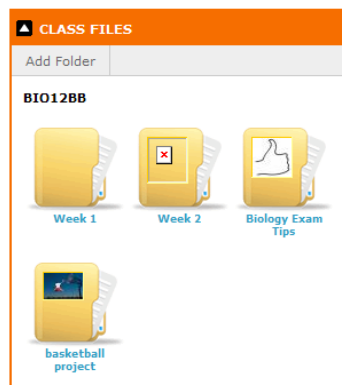 CLASS FILES
Add Folder
BIO12BB
Week 1
Week 2
Biology Exam
Tips
basketball
project